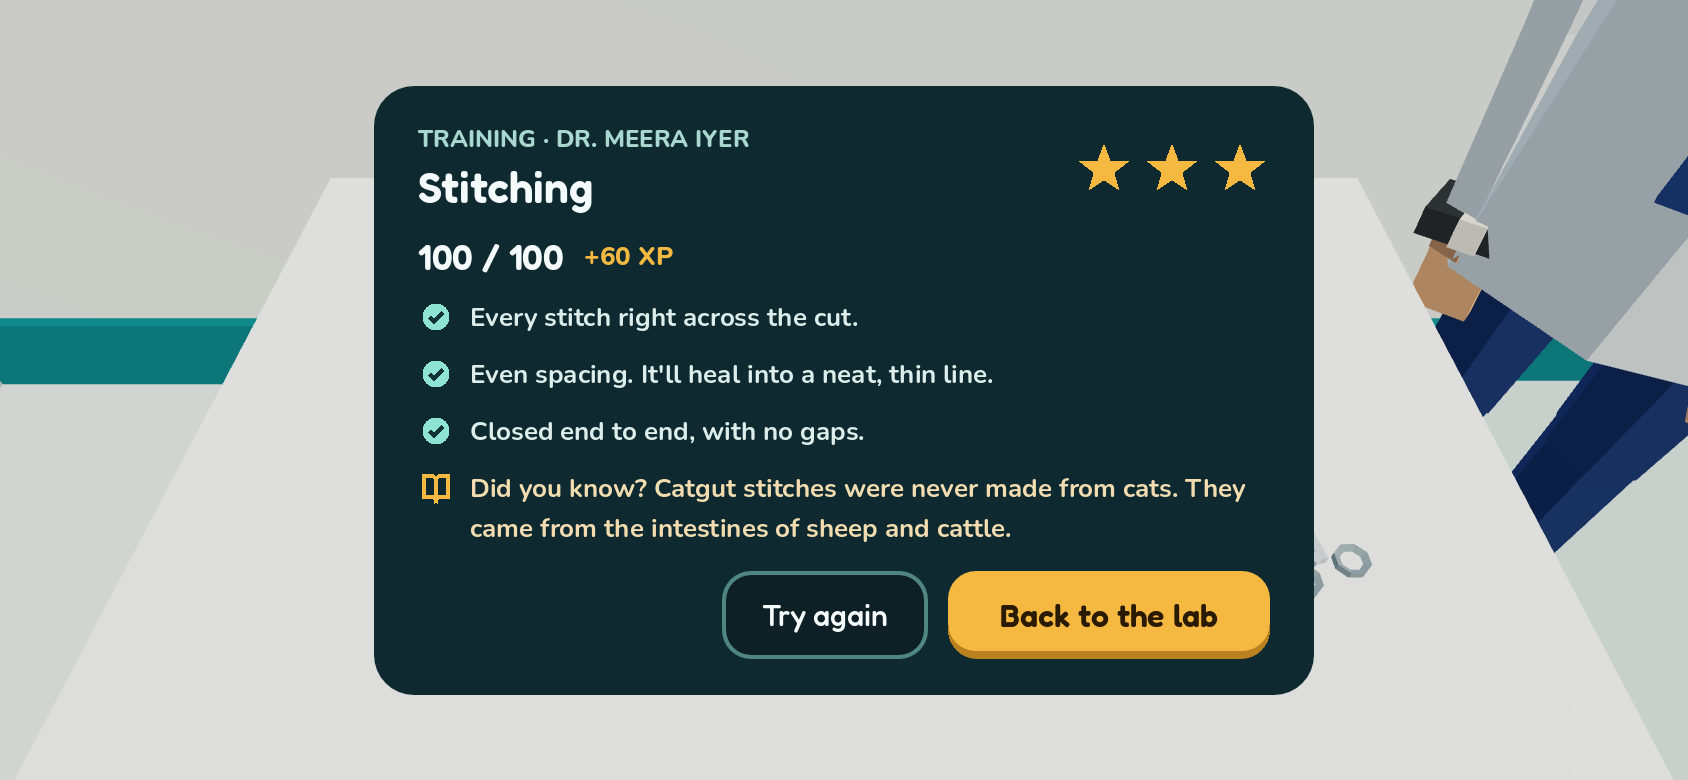 TRAINING · DR. MEERA IYER
Stitching
100 / 100 +60 XP
Every stitch right across the cut.
Even spacing. It'll heal into a neat, thin line.
Closed end to end, with no gaps.
Did you know? Catgut stitches were never made from cats. They
came from the intestines of sheep and cattle.
Try again
Back to the lab